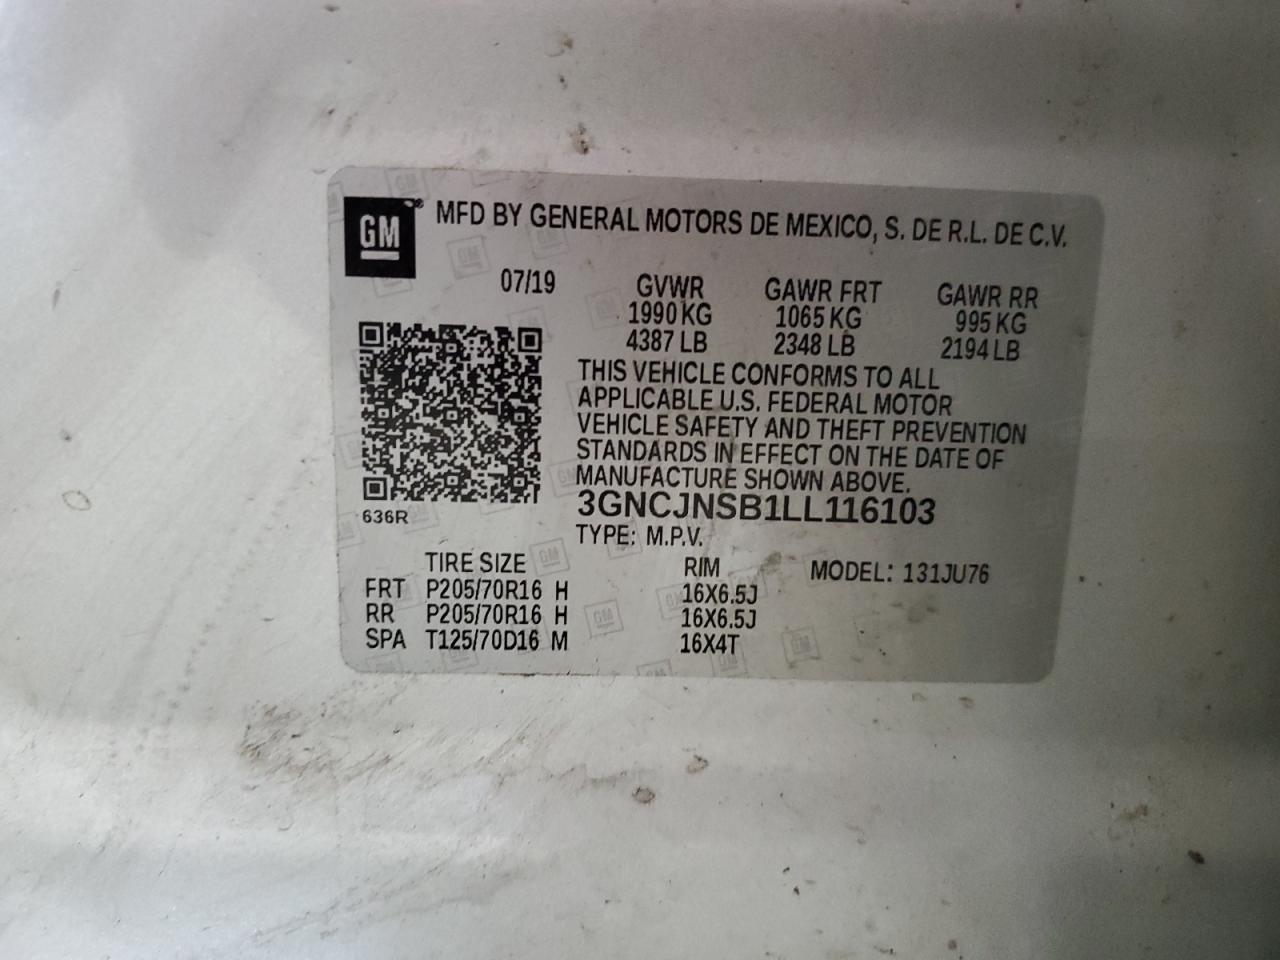 GM ® MFD BY GENERAL MOTORS DE MEXICO, S. DE R.L. DE C.V.
07/19 GVWR GAWR FRT GAWR RR
1990 KG 1065 KG 995 KG
4387 LB 2348 LB 2194 LB
THIS VEHICLE CONFORMS TO ALL
APPLICABLE U.S. FEDERAL MOTOR
VEHICLE SAFETY AND THEFT PREVENTION
STANDARDS IN EFFECT ON THE DATE OF
MANUFACTURE SHOWN ABOVE.
3GNCJNSB1LL116103
636R
TYPE: M.P.V.
TIRE SIZE RIM MODEL: 131JU76
FRT P205/70R16 H 16X6.5J
RR P205/70R16 H 16X6.5J
SPA T125/70D16 M 16X4T